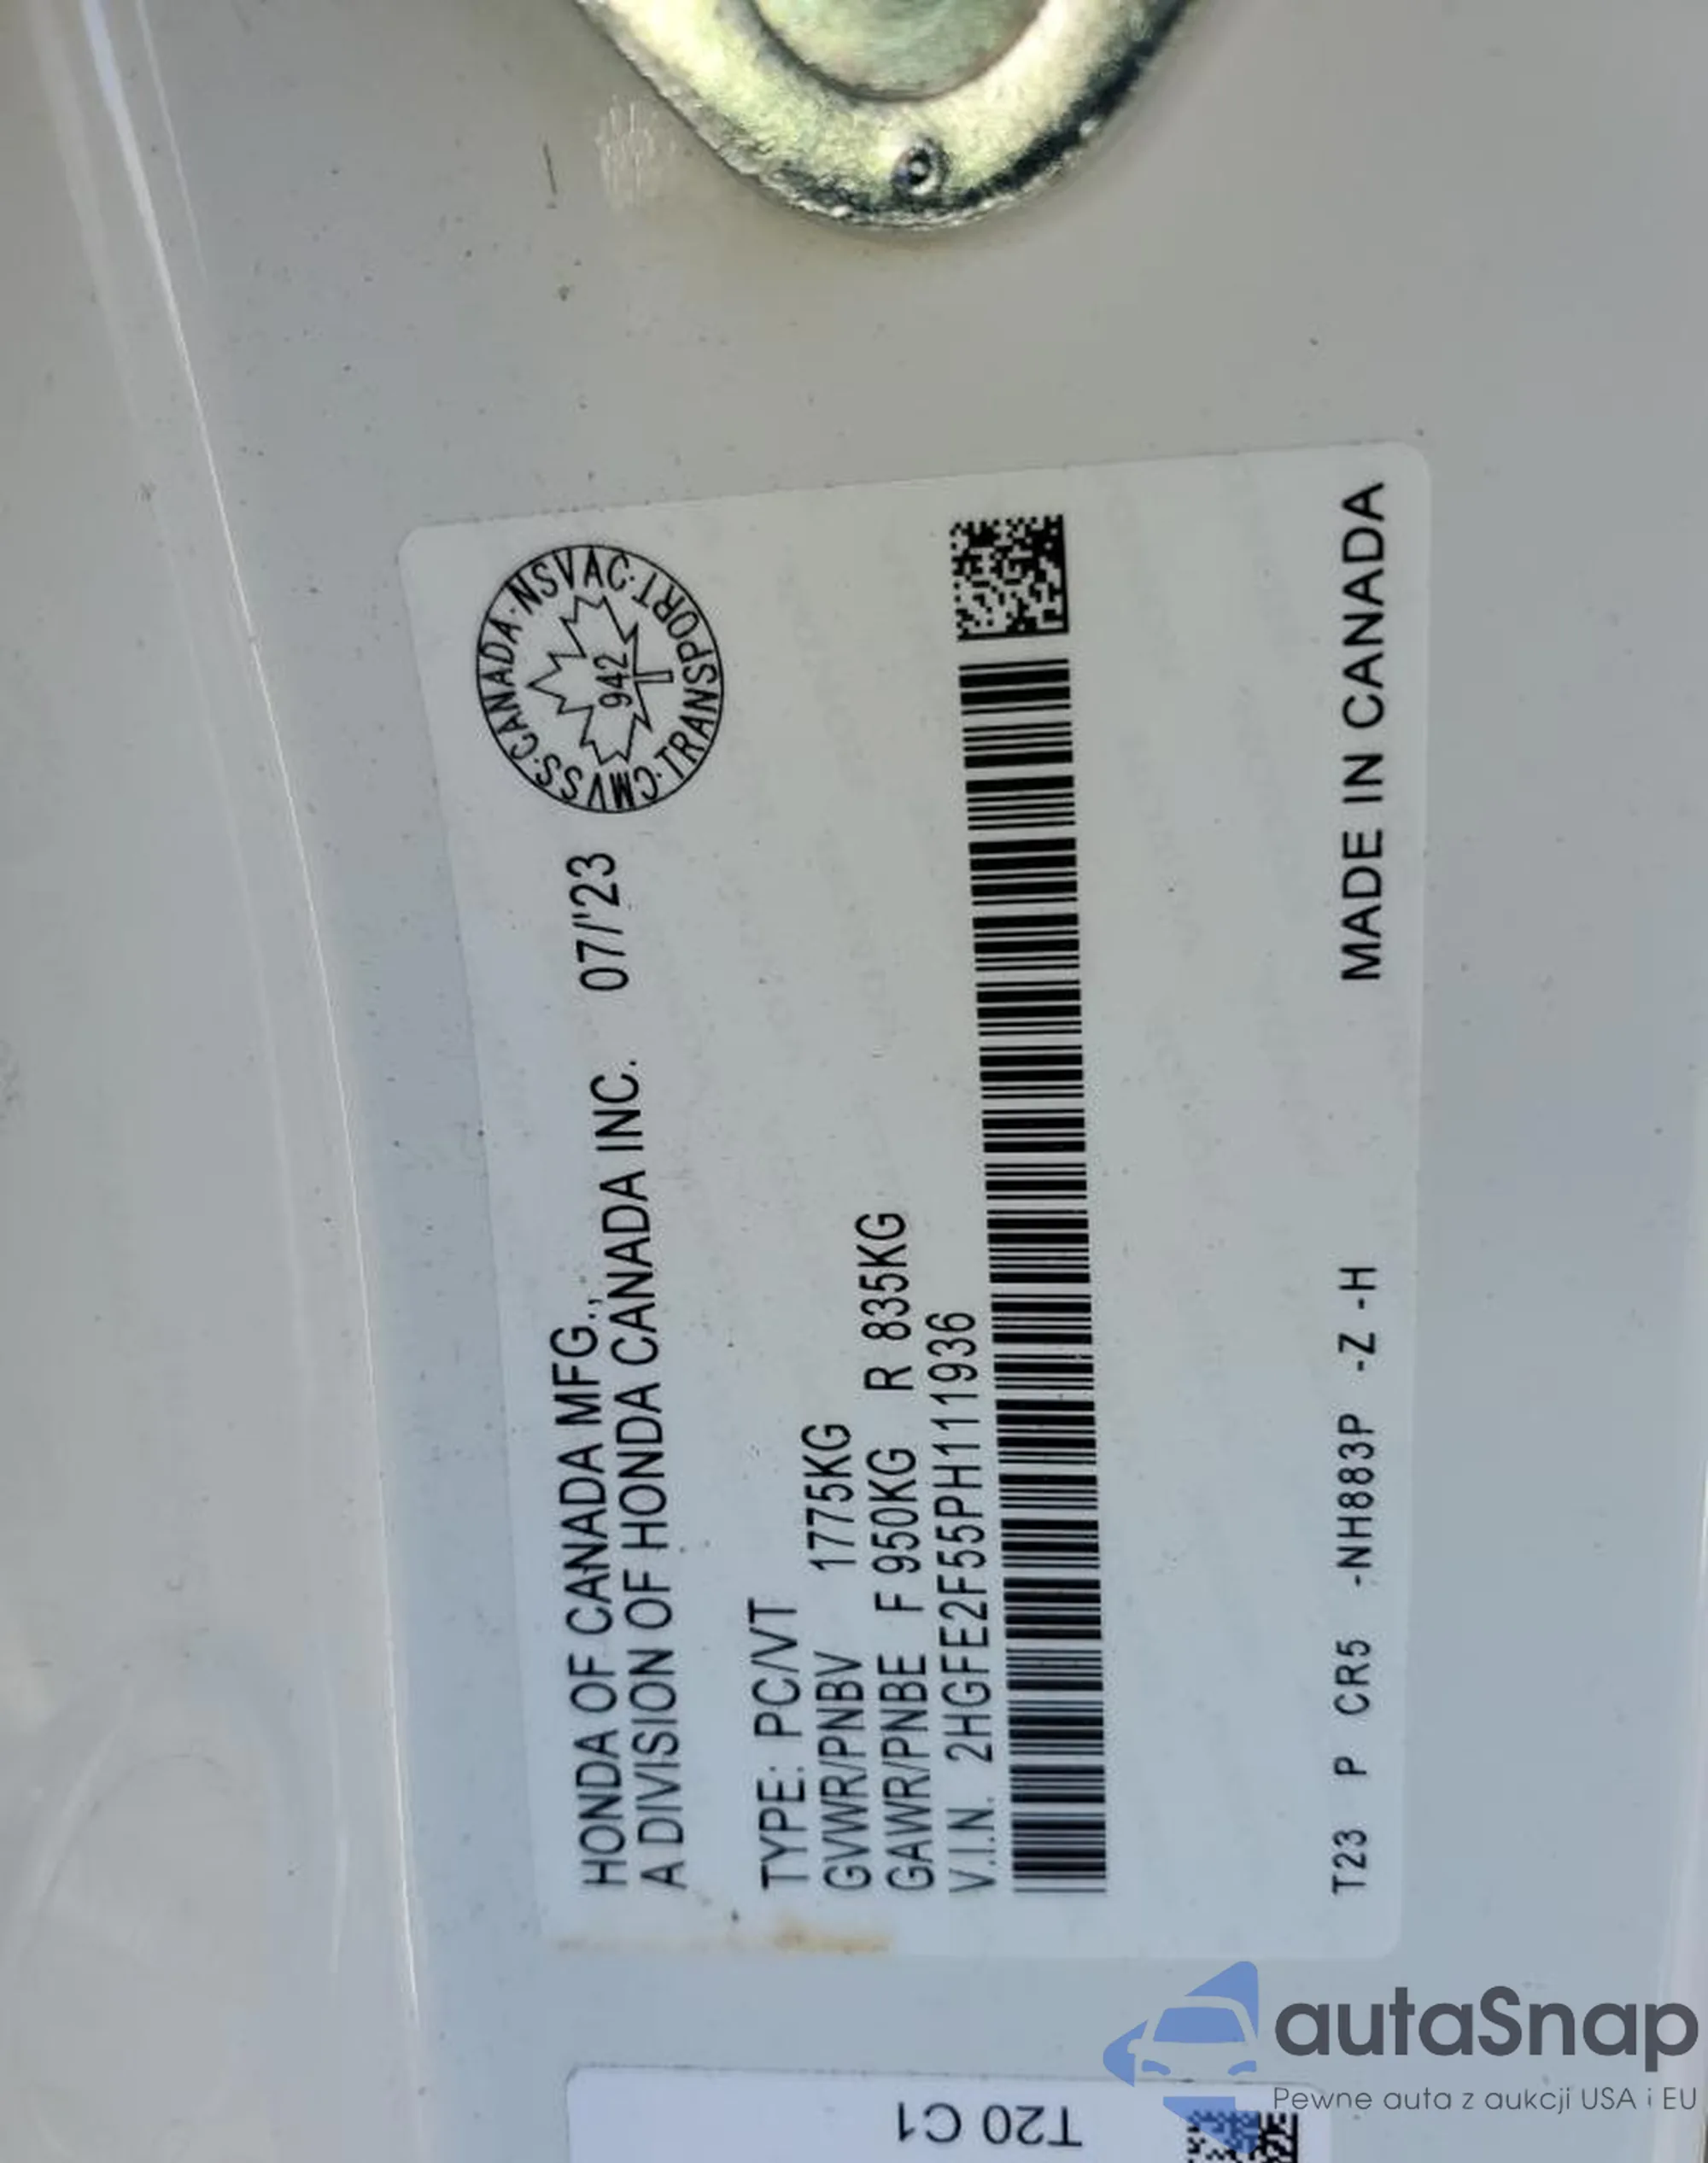 HONDA OF CANADA MFG.,
A DIVISION OF HONDA CANADA INC. 07/'23
CMVSS·CANADA·NSVAC·TRANSPORT·
942
TYPE: PC/VT
GVWR/PNBV 1775KG
GAWR/PNBE F 950KG R 835KG
V.I.N. 2HGFE2F55PH111936
T23 P CR5 -NH883P -Z -H MADE IN CANADA
T20 C1
autaSnap
Pewne auta z aukcji USA i EU